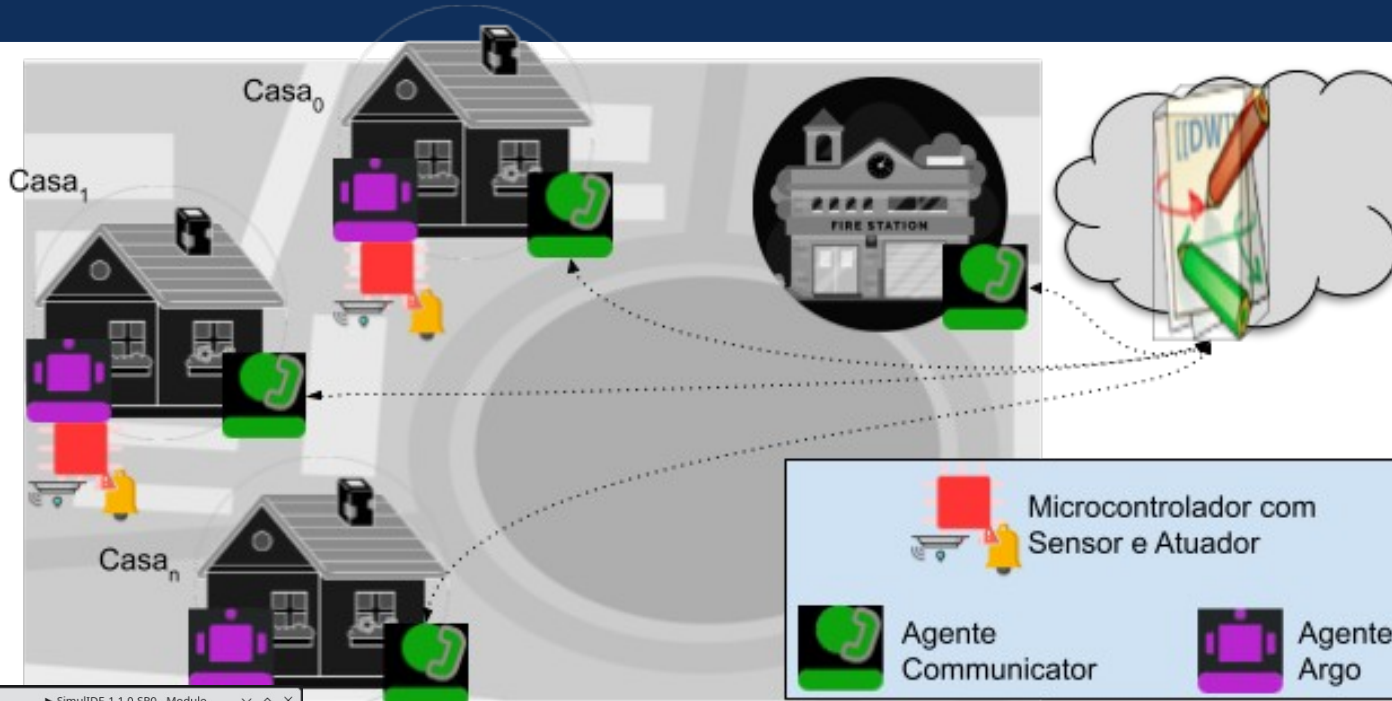 Casa0
Casa1
FIRE STATION
[[DW]
Casan
Microcontrolador com
Sensor e Atuador
Agente
Communicator
Agente
Argo
SimulIDE 1.1.0-SR0 - Modulo